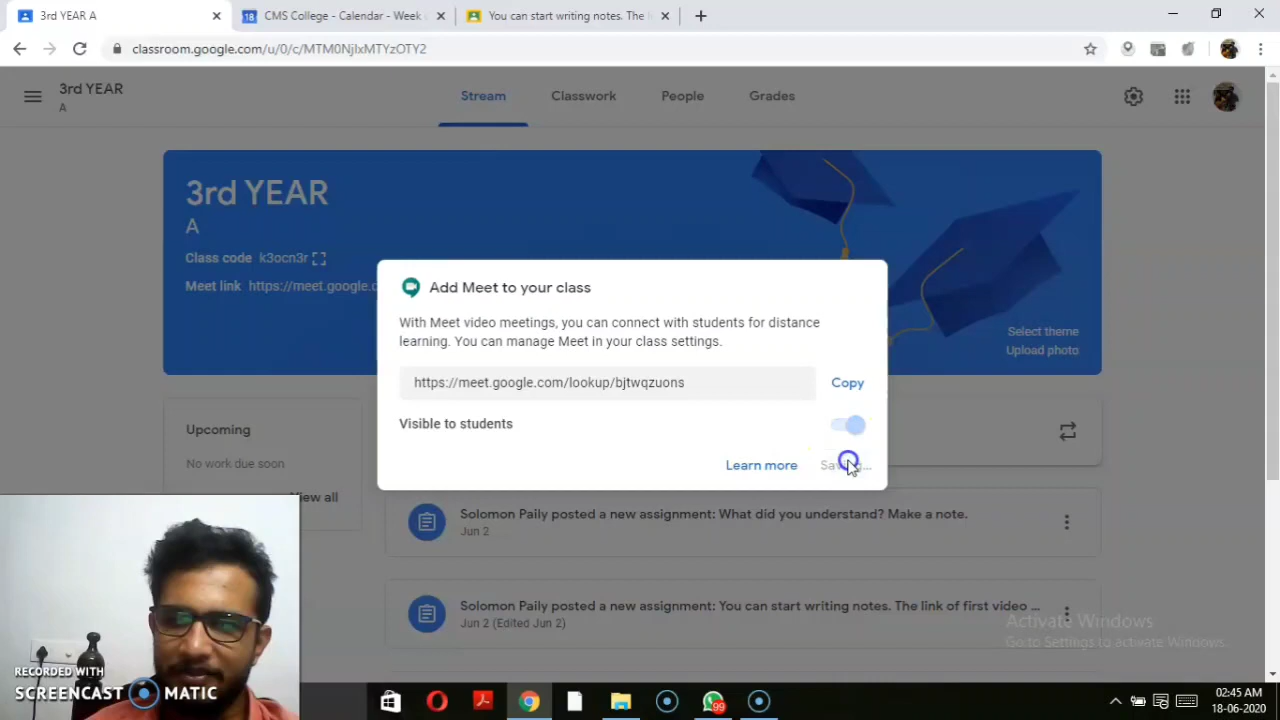 3rd YEAR A
CMS College - Calendar - Week
You can start writing notes. The
classroom.google.com/u/0/c/MTM0NjIxMTYzOTY2
3rd YEAR
A
Stream
Classwork
People
Grades
3rd YEAR
A
Class code k3ocn3r
Meet link https://meet.google.c
Select theme
Upload photo
Add Meet to your class
With Meet video meetings, you can connect with students for distance
learning. You can manage Meet in your class settings.
https://meet.google.com/lookup/bjtwqzuons
Copy
Visible to students
Learn more
Upcoming
No work due soon
View all
Solomon Paily posted a new assignment: What did you understand? Make a note.
Jun 2
Solomon Paily posted a new assignment: You can start writing notes. The link of first video ...
Jun 2 (Edited Jun 2)
Activate Windows
Go to Settings to activate Windows.
RECORDED WITH
SCREENCAST MATIC
99
02:45 AM
18-06-2020